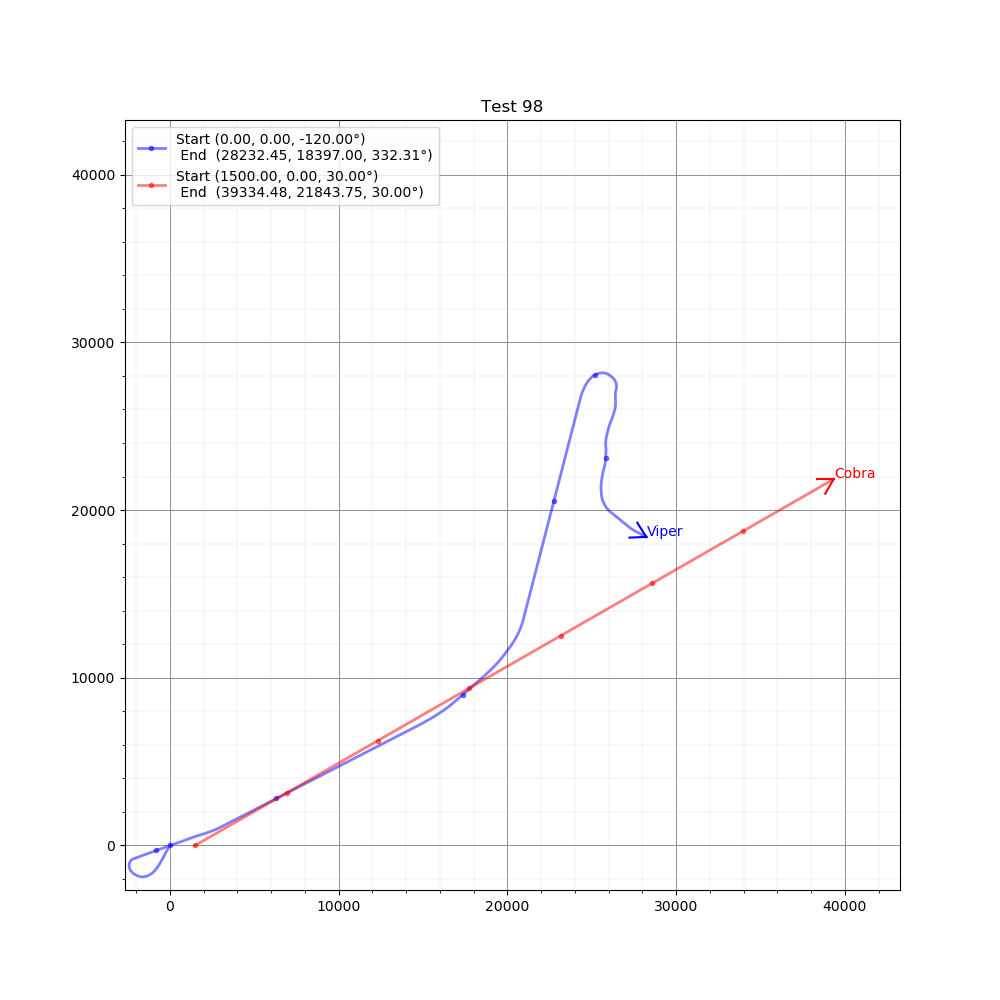 Test 98
Start (0.00, 0.00, -120.00°)
End (28232.45, 18397.00, 332.31°)
Start (1500.00, 0.00, 30.00°)
End (39334.48, 21843.75, 30.00°)
40000
30000
20000
10000
0
Cobra
Viper
0
10000
20000
30000
40000